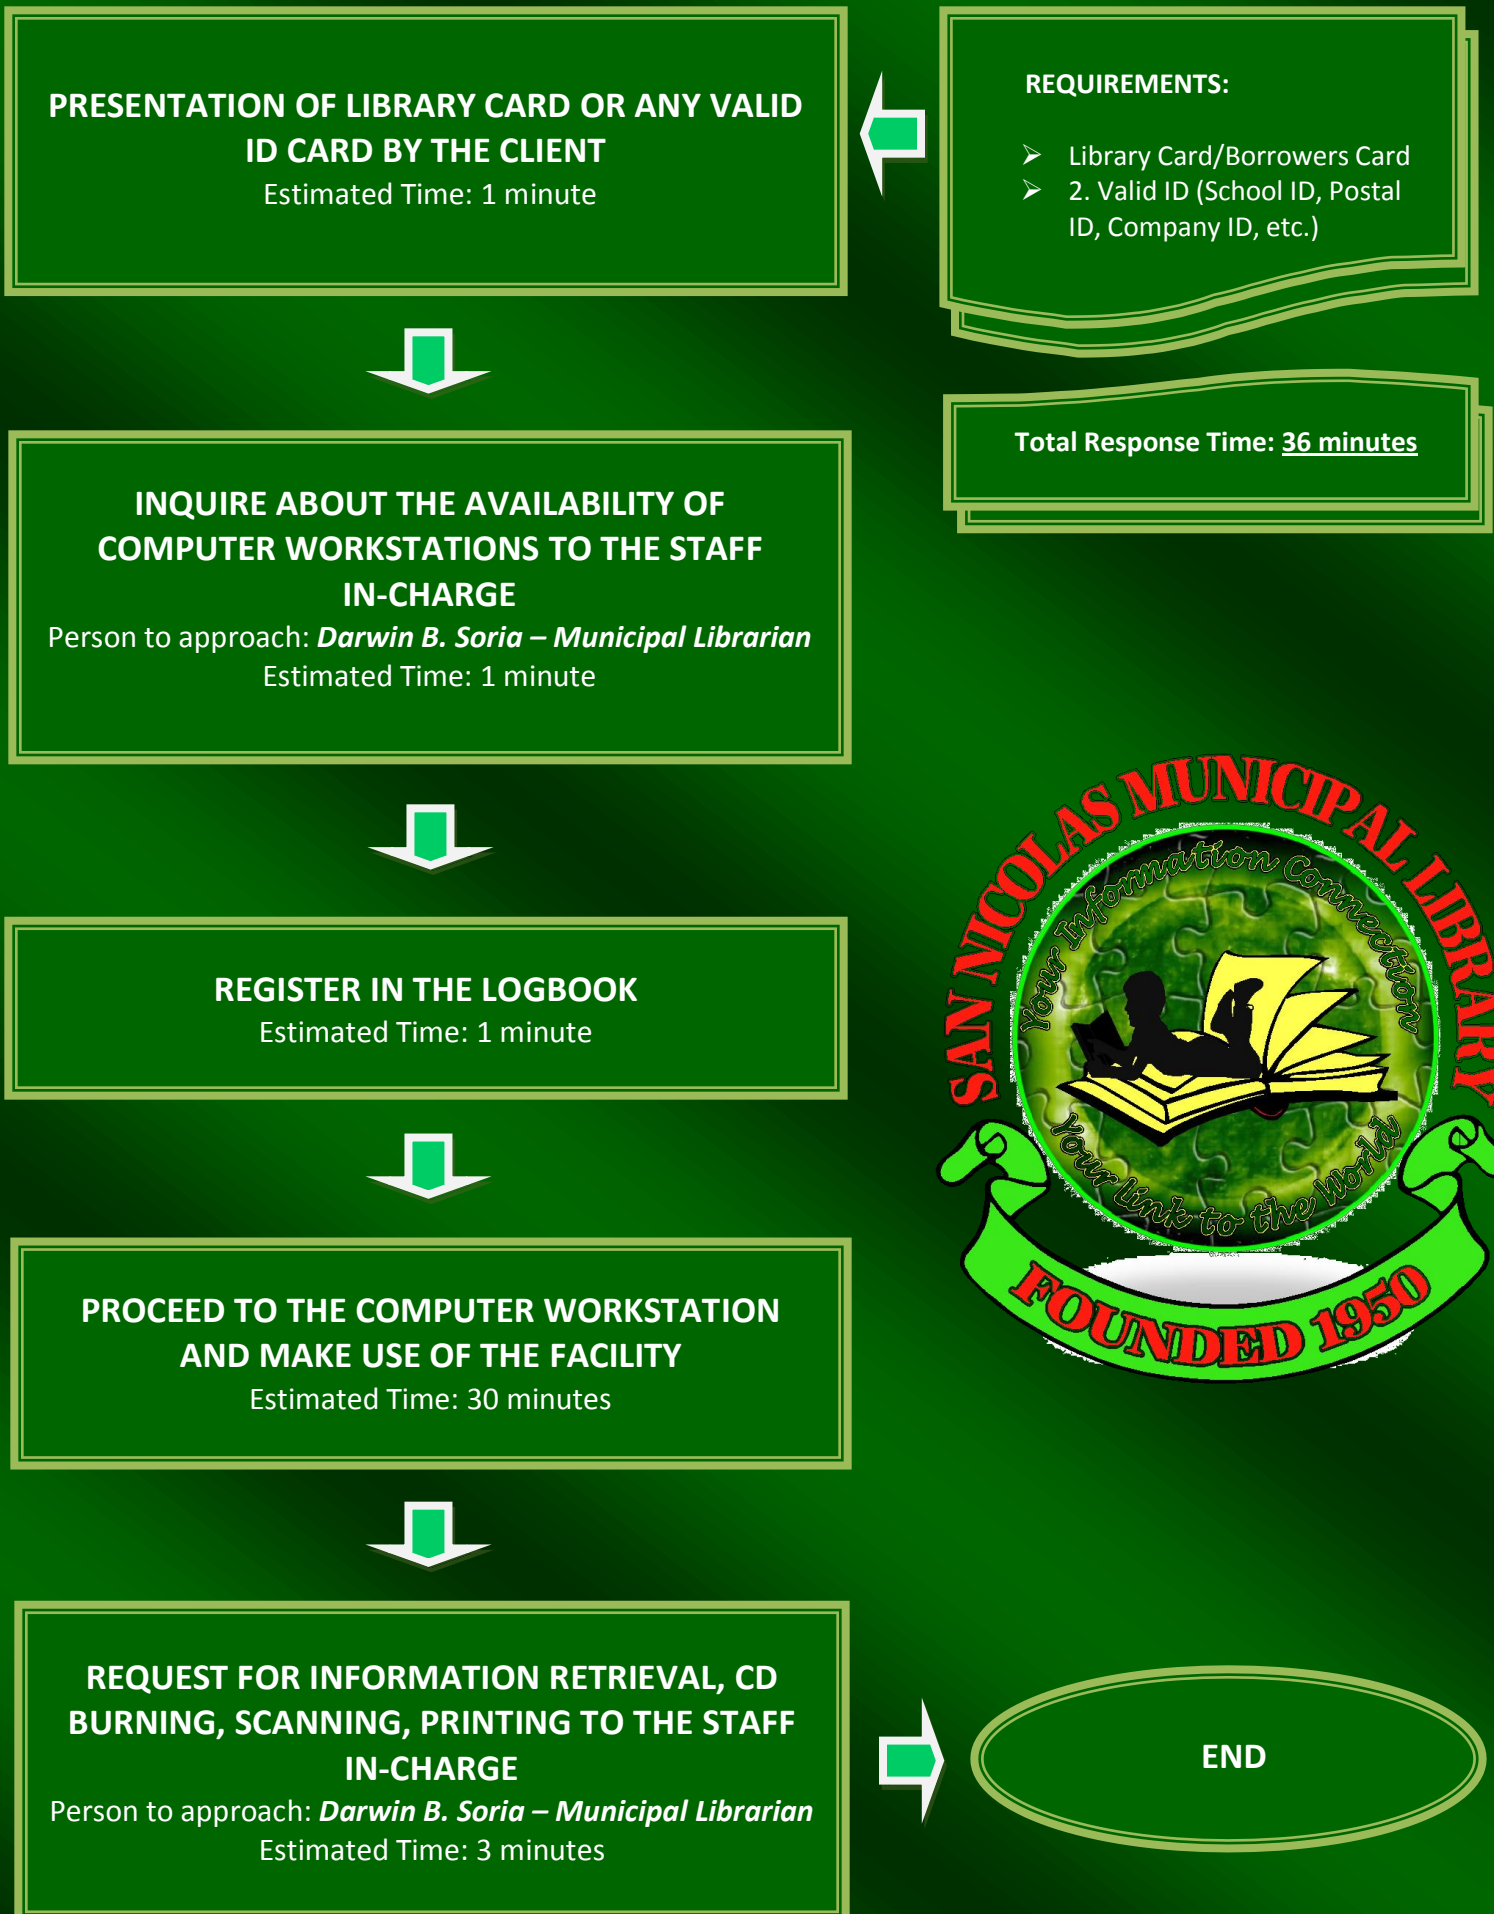 PRESENTATION OF LIBRARY CARD OR ANY VALID
ID CARD BY THE CLIENT
Estimated Time: 1 minute
REQUIREMENTS:
➢ Library Card/Borrowers Card
➢ 2. Valid ID (School ID, Postal
ID, Company ID, etc.)
Total Response Time: 36 minutes
INQUIRE ABOUT THE AVAILABILITY OF
COMPUTER WORKSTATIONS TO THE STAFF
IN-CHARGE
Person to approach: Darwin B. Soria – Municipal Librarian
Estimated Time: 1 minute
REGISTER IN THE LOGBOOK
Estimated Time: 1 minute
SAN NICOLAS MUNICIPAL LIBRARY
Your Information Connection
Your Link to the World
FOUNDED 1950
PROCEED TO THE COMPUTER WORKSTATION
AND MAKE USE OF THE FACILITY
Estimated Time: 30 minutes
REQUEST FOR INFORMATION RETRIEVAL, CD
BURNING, SCANNING, PRINTING TO THE STAFF
IN-CHARGE
Person to approach: Darwin B. Soria – Municipal Librarian
Estimated Time: 3 minutes
END